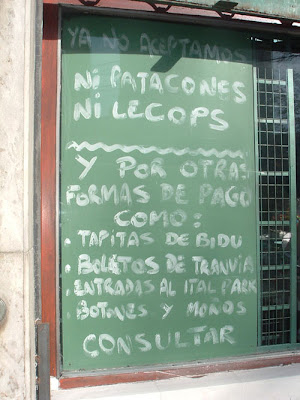 YA NO ACEPTAMOS
Ni PATACONES
Ni LECOPS
Y POR OTRAS
FORMAS DE PAGO
COMO:
. TAPITAS DE BIDU
. BOLETOS DE TRANVIA
. ENTRADAS AL ITAL PARK
. BOTONES Y MOÑOS
CONSULTAR